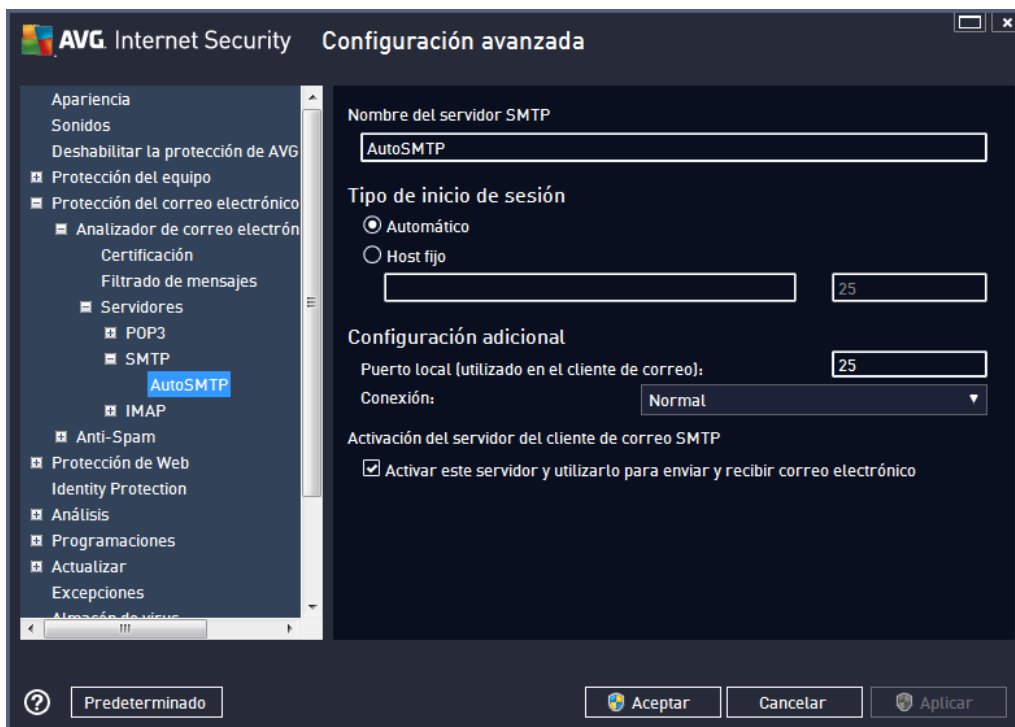 AVG. Internet Security
Configuración avanzada
Apariencia
Sonidos
Deshabilitar la protección de AVG
Protección del equipo
Protección del correo electrónico
Analizador de correo electrón
Certificación
Filtrado de mensajes
Servidores
POP3
SMTP
AutoSMTP
IMAP
Anti-Spam
Protección de Web
Identity Protection
Análisis
Programaciones
Actualizar
Excepciones
Almacén de virus
Nombre del servidor SMTP
AutoSMTP
Tipo de inicio de sesión
Automático
Host fijo
25
Configuración adicional
Puerto local (utilizado en el cliente de correo): 25
Conexión: Normal
Activación del servidor del cliente de correo SMTP
Activar este servidor y utilizarlo para enviar y recibir correo electrónico
Predeterminado
Aceptar
Cancelar
Aplicar